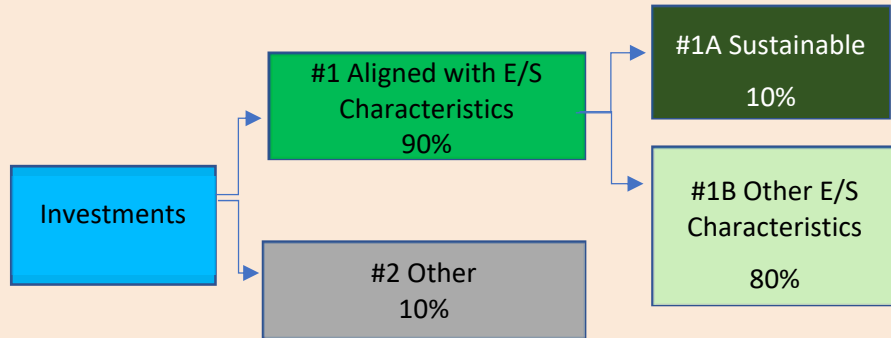 Investments
#1 Aligned with E/S
Characteristics
90%
#2 Other
10%
#1A Sustainable
10%
#1B Other E/S
Characteristics
80%